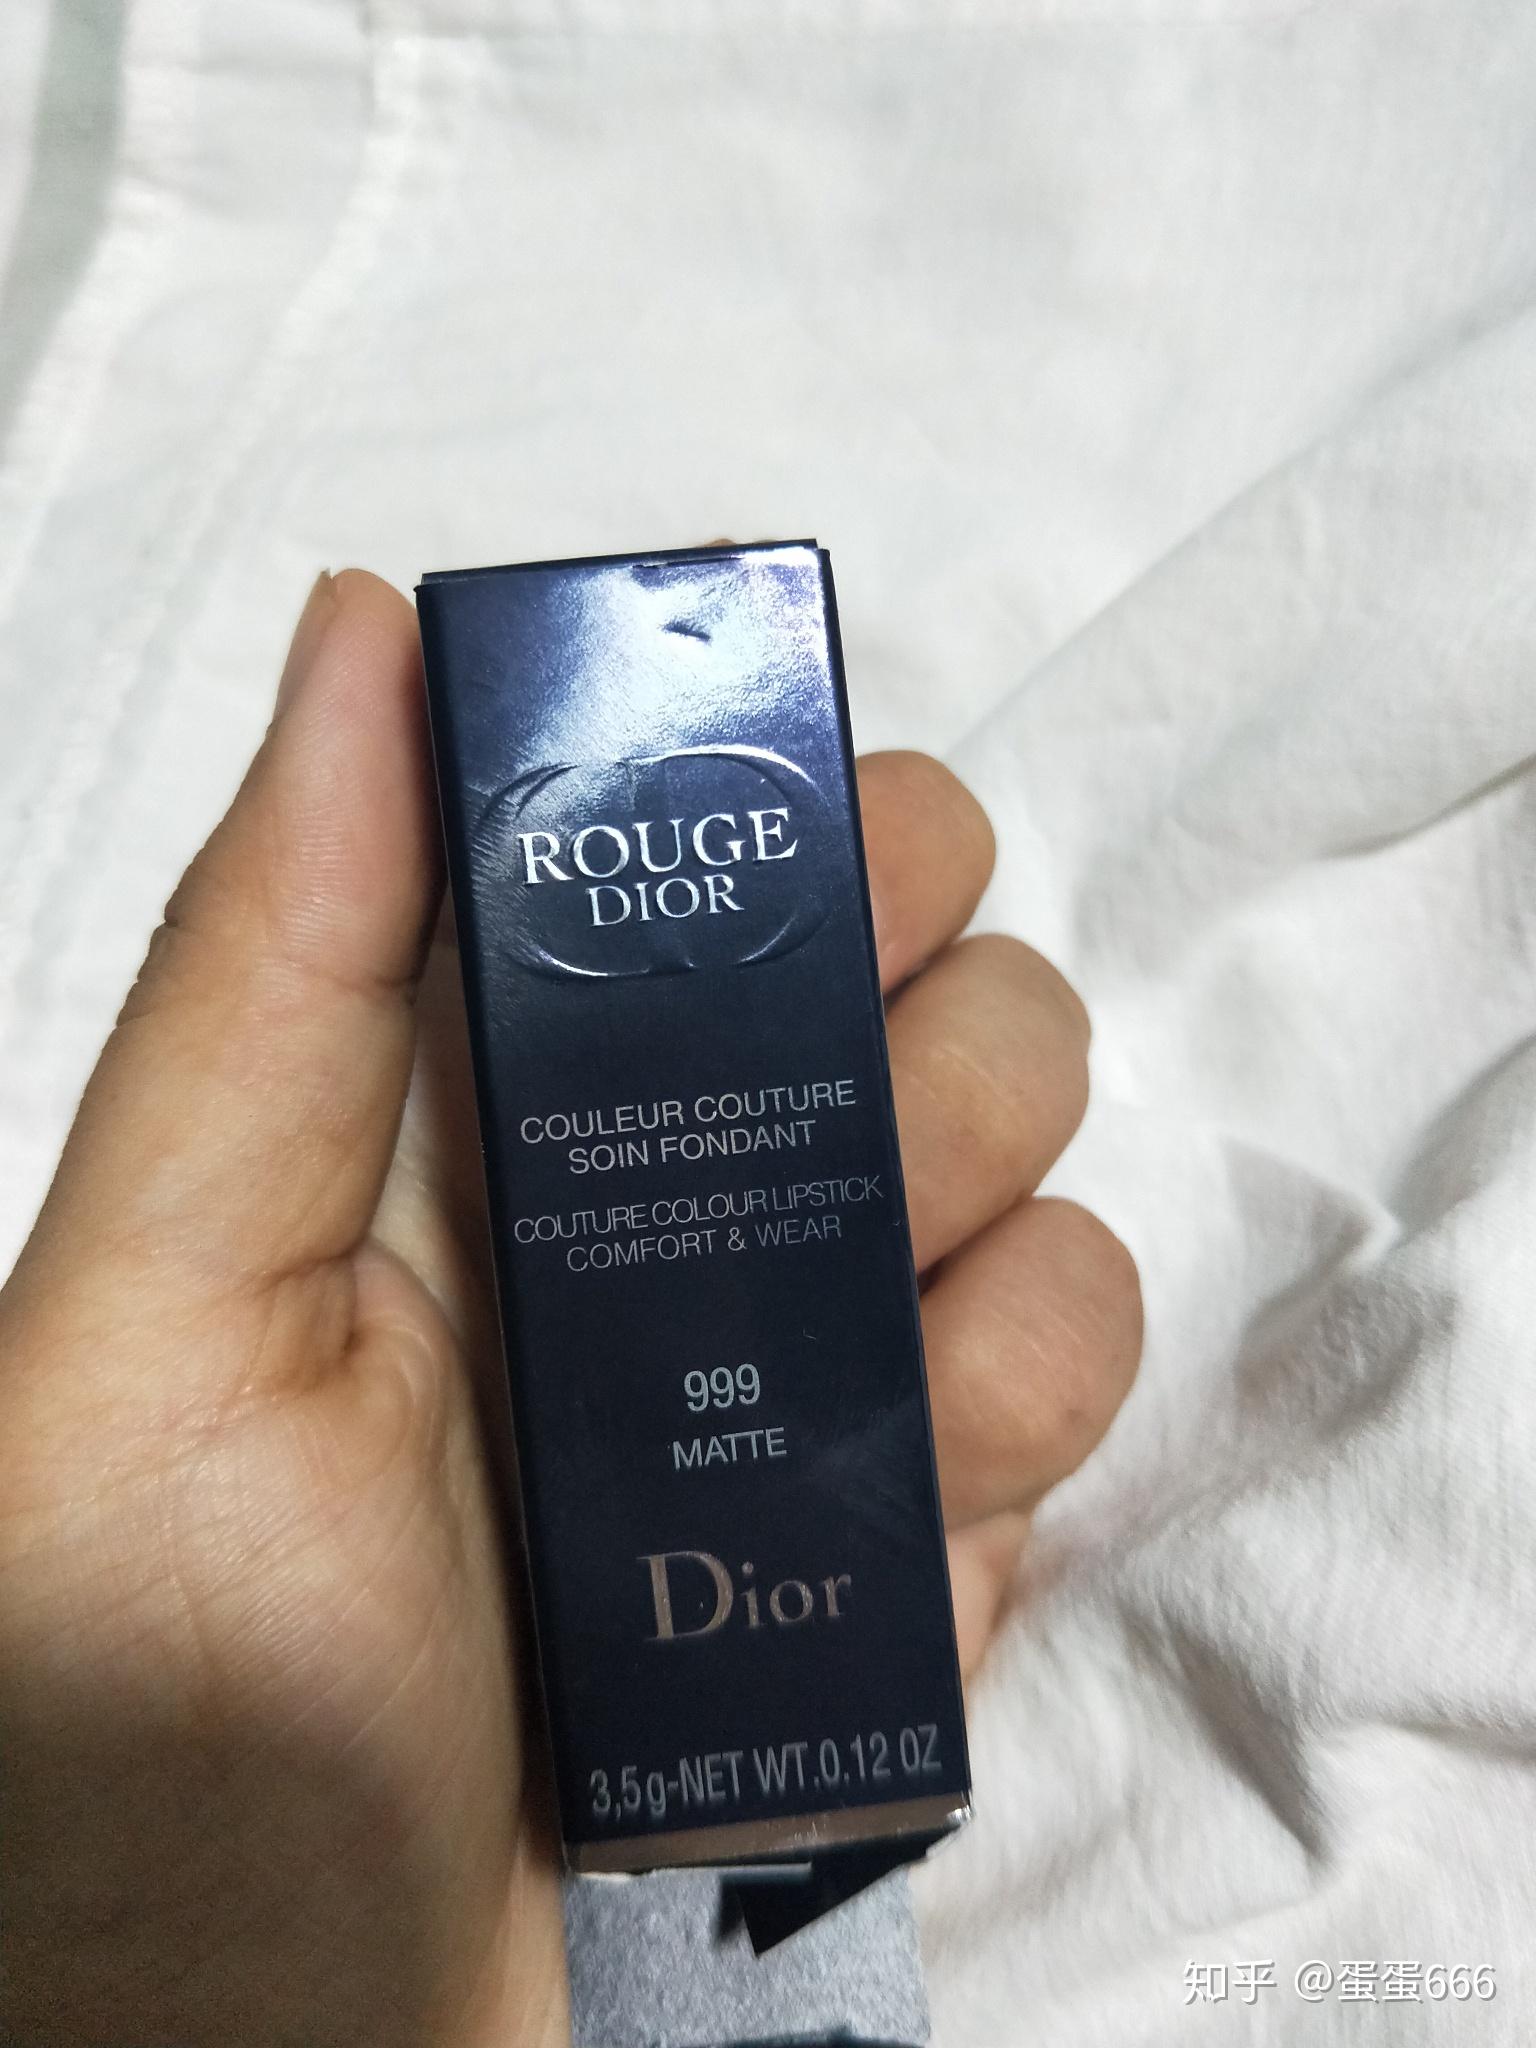 ROUGE
DIOR
COULEUR COUTURE
SOIN FONDANT
COUTURE COLOUR LIPSTICK
COMFORT & WEAR
999
MATTE
Dior
3,5g-NET WT.0.12 OZ
知乎 @蛋蛋666